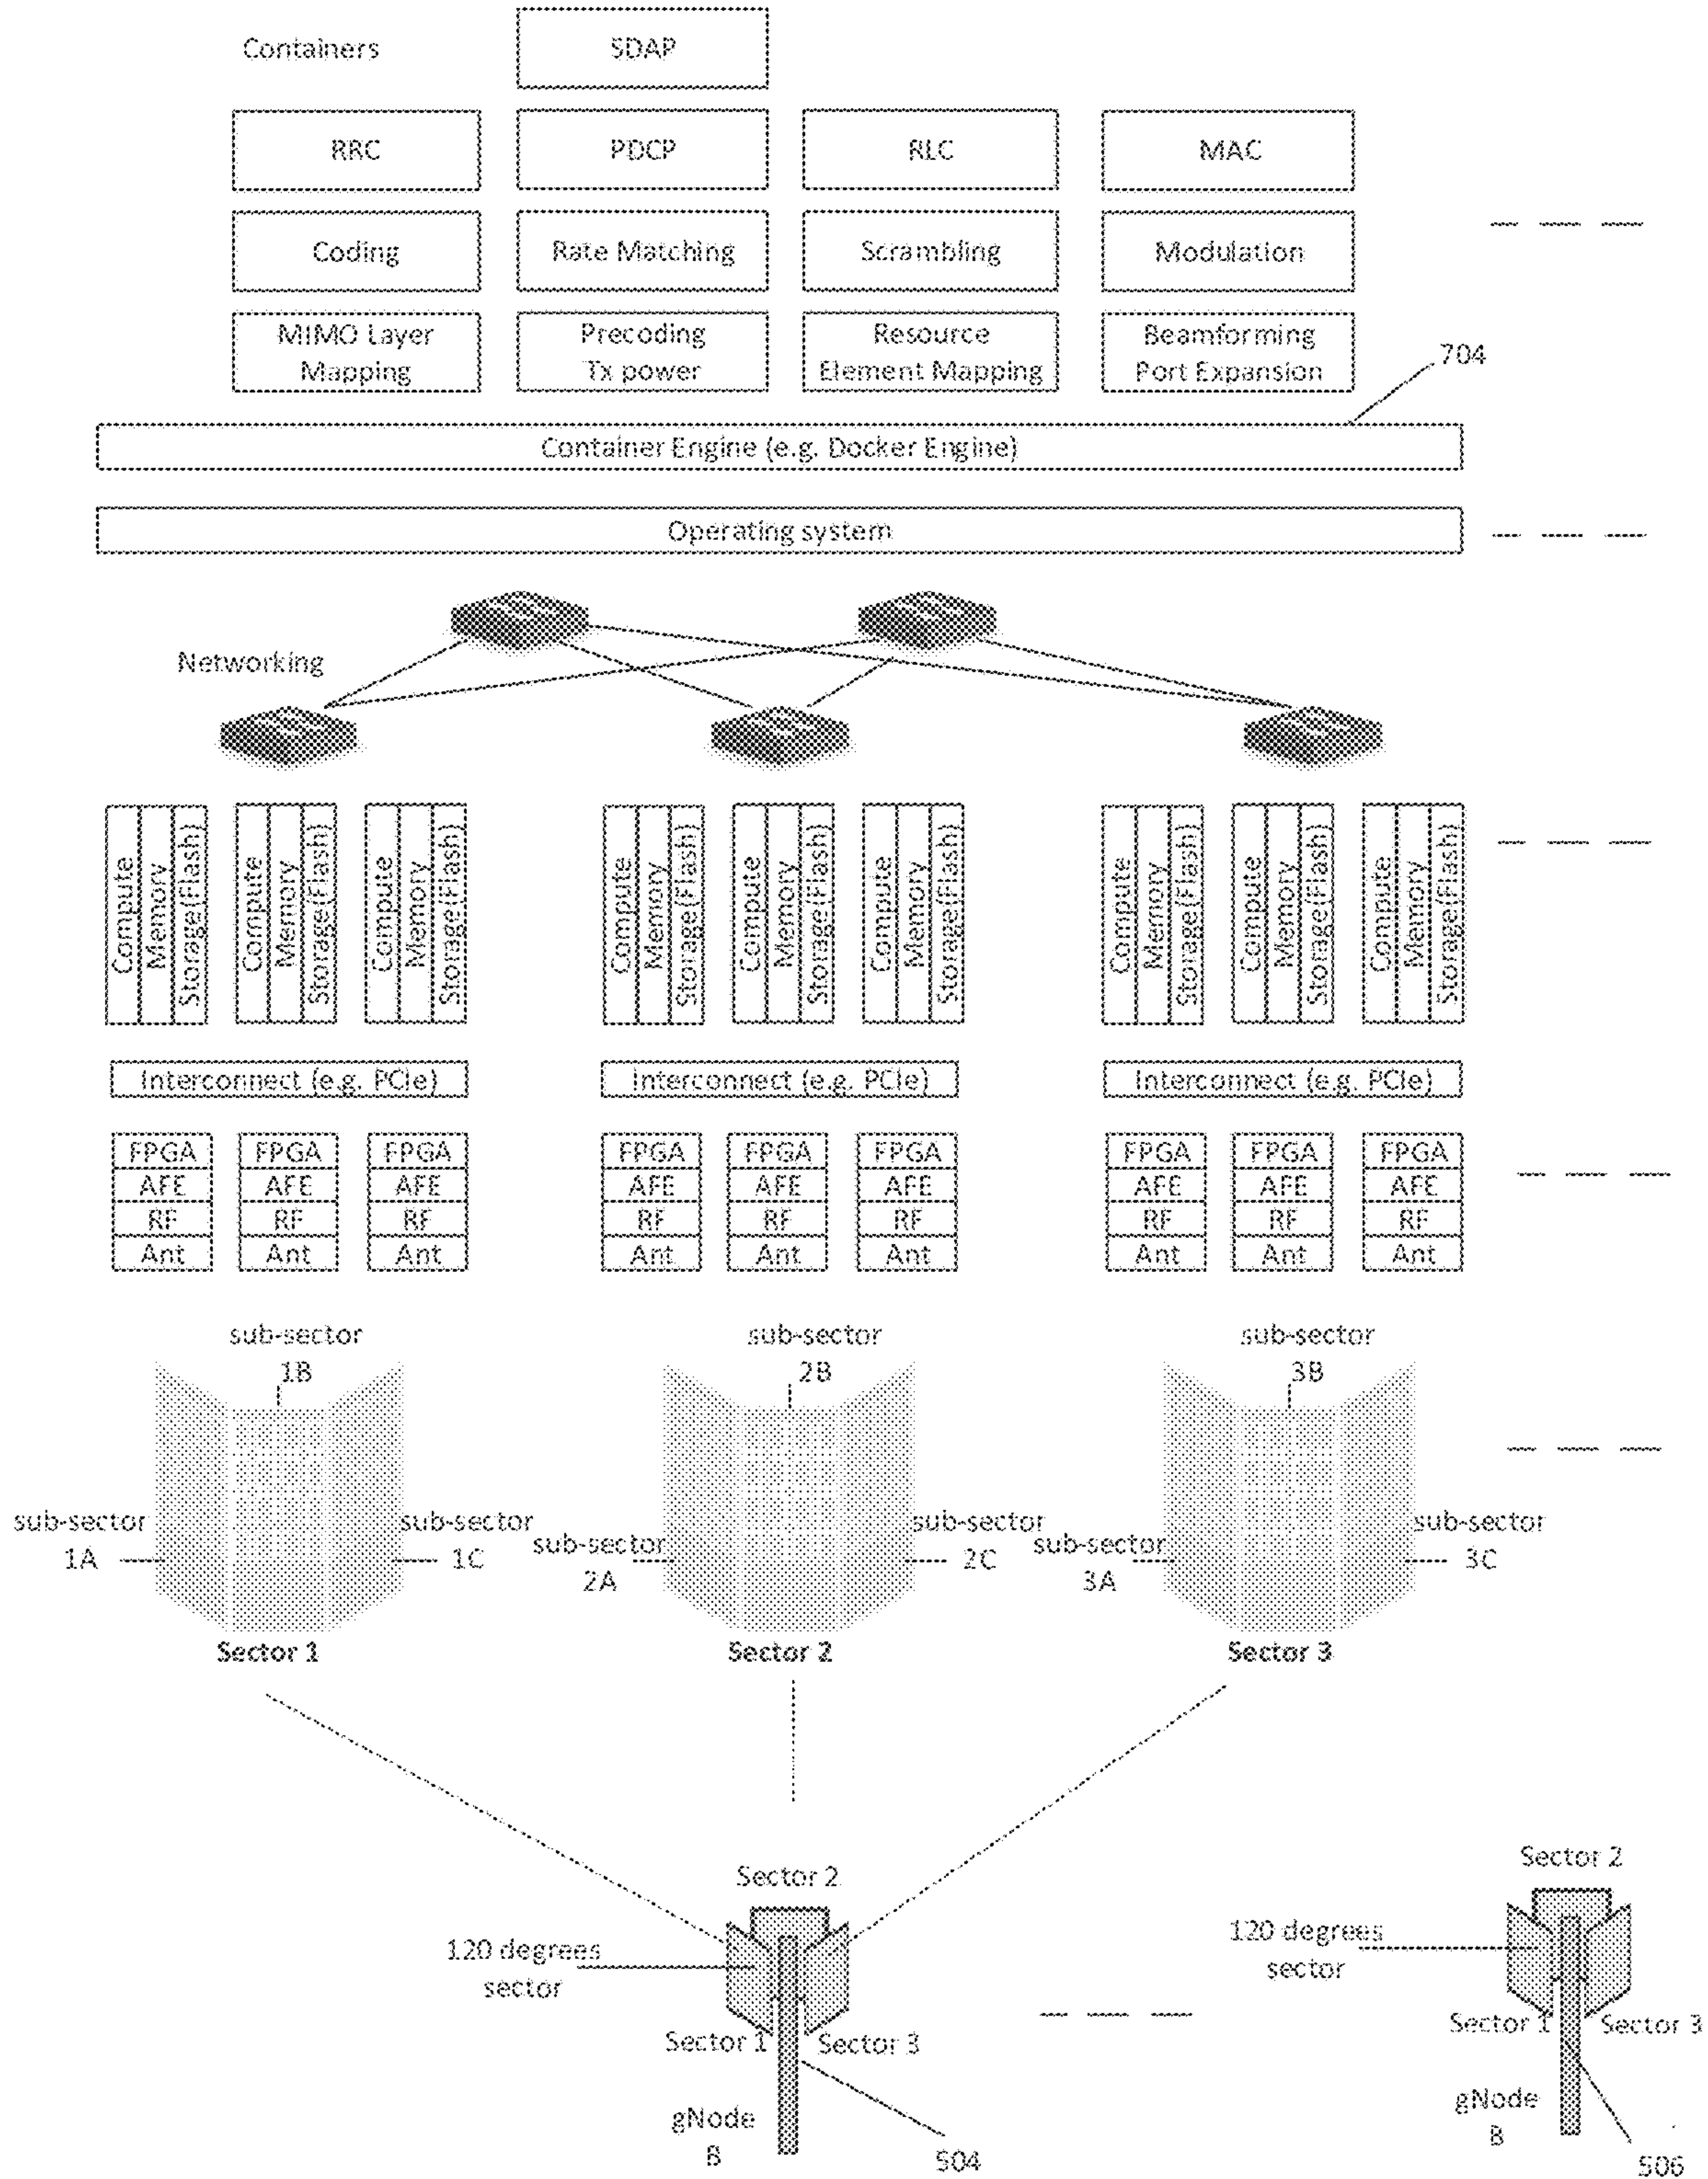 Containers
SDAP
RRC
PDCP
RLC
MAC
Coding
Rate Matching
Scrambling
Modulation
MIMO Layer
Mapping
Precoding
Tx power
Resource
Element Mapping
Beamforming
Port Expansion
704
Container Engine (e.g. Docker Engine)
Operating system
Networking
Compute
Memory
Storage(Flash)
Compute
Memory
Storage(Flash)
Compute
Memory
Storage(Flash)
Compute
Memory
Storage(Flash)
Compute
Memory
Storage(Flash)
Compute
Memory
Storage(Flash)
Compute
Memory
Storage(Flash)
Compute
Memory
Storage(Flash)
Compute
Memory
Storage(Flash)
Interconnect (e.g. PCIe)
Interconnect (e.g. PCIe)
Interconnect (e.g. PCIe)
FPGA
AFE
RF
Ant
FPGA
AFE
RF
Ant
FPGA
AFE
RF
Ant
FPGA
AFE
RF
Ant
FPGA
AFE
RF
Ant
FPGA
AFE
RF
Ant
FPGA
AFE
RF
Ant
FPGA
AFE
RF
Ant
FPGA
AFE
RF
Ant
sub-sector
1B
sub-sector
2B
sub-sector
3B
sub-sector
1A
sub-sector
1C
sub-sector
2A
sub-sector
2C
sub-sector
3A
sub-sector
3C
Sector 1
Sector 2
Sector 3
Sector 2
120 degrees
sector
Sector 1
Sector 3
gNode
B
504
Sector 2
120 degrees
sector
Sector 1
Sector 3
gNode
B
506